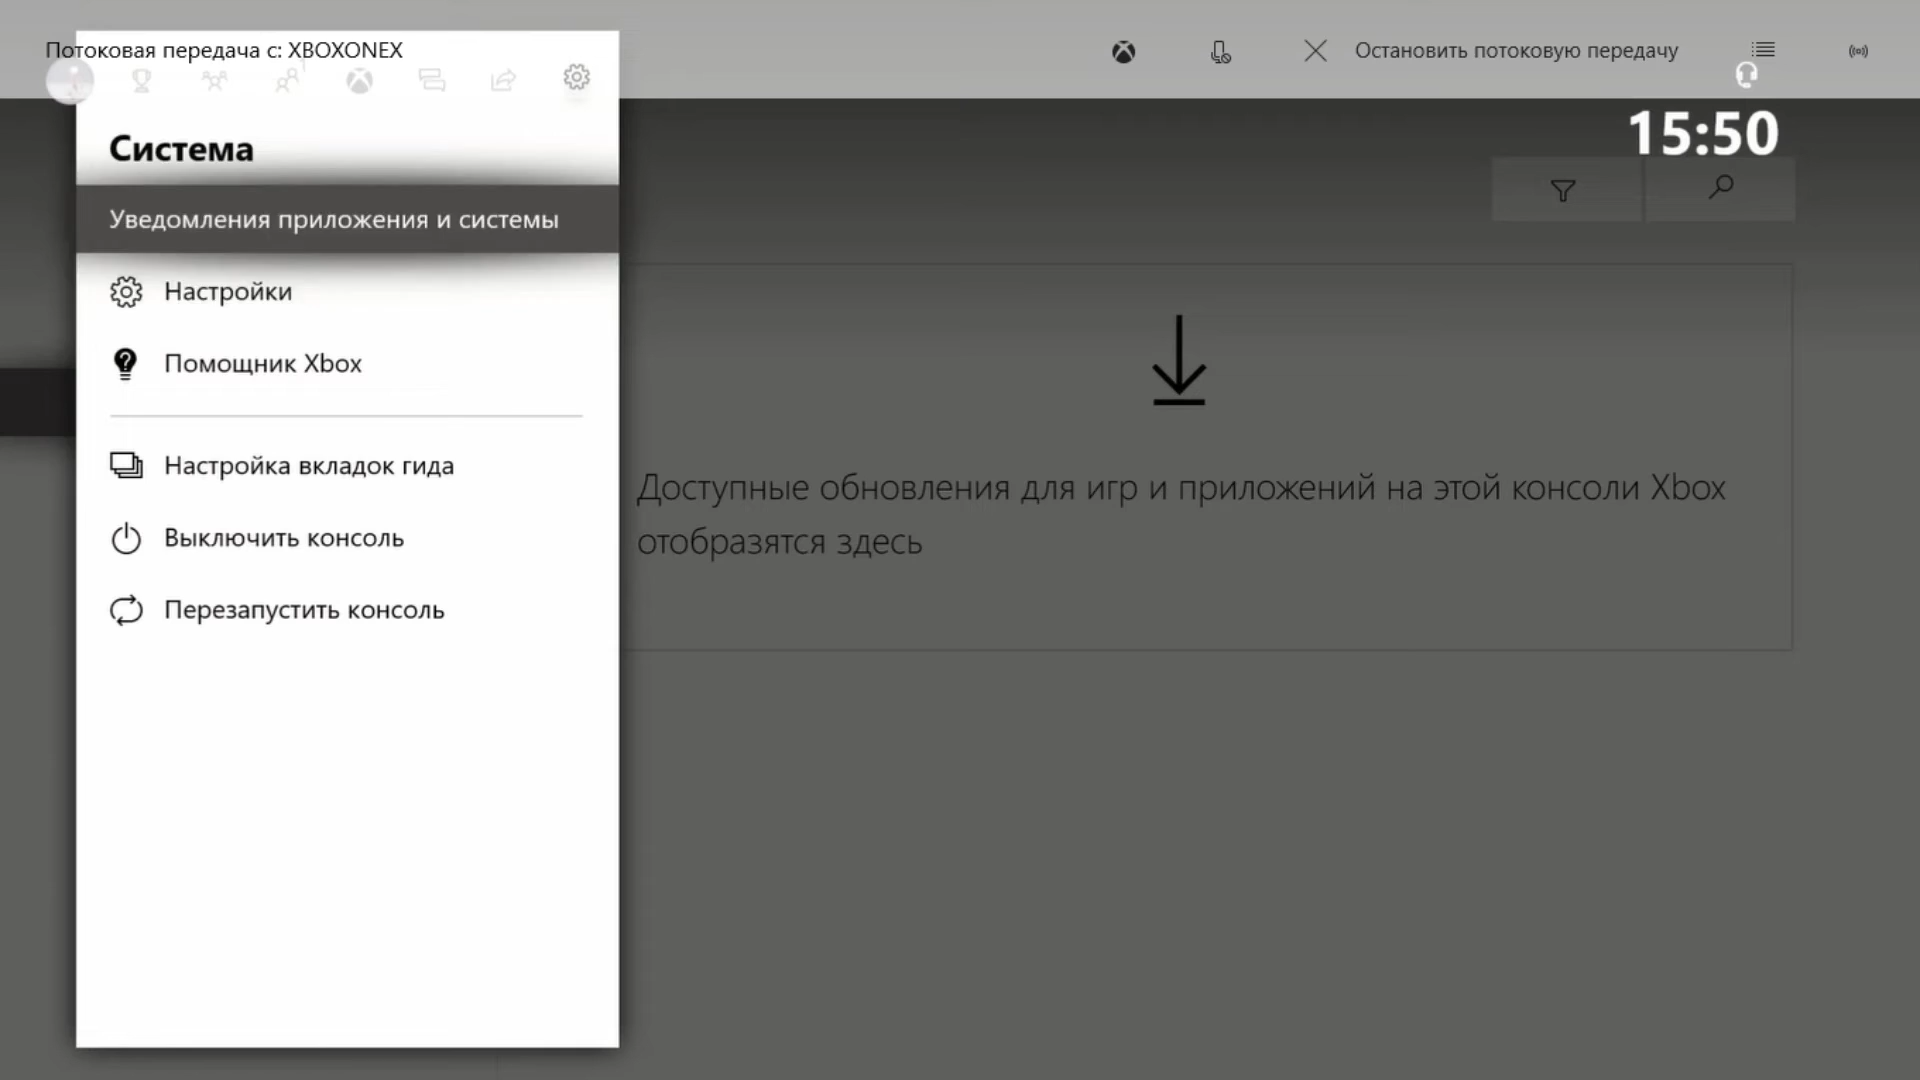 Потоковая передача с: XBOXONEX
Остановить потоковую передачу
15:50
Система
Уведомления приложения и системы
Настройки
Помощник Xbox
Настройка вкладок гида
Выключить консоль
Перезапустить консоль
Доступные обновления для игр и приложений на этой консоли Xbox
отобразятся здесь